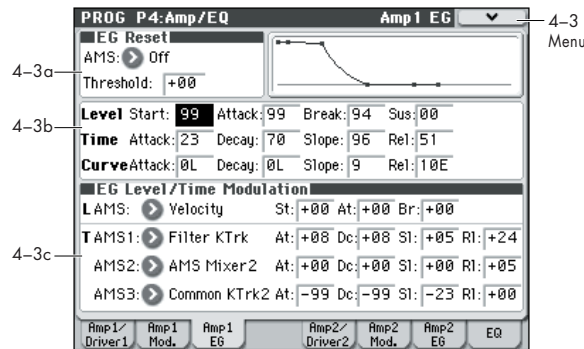 PROG P4:Amp/EQ Amp1 EG
4–3
Menu
EG Reset
AMS: Off
4–3a
Threshold: +00
Level Start: 99 Attack: 99 Break: 94 Sus: 00
4–3b
Time Attack: 23 Decay: 70 Slope: 96 Rel: 51
Curve Attack: 0L Decay: 0L Slope: 9 Rel: 10E
EG Level/Time Modulation
L AMS: Velocity St: +00 At: +00 Br: +00
T AMS1: Filter KTrk At: +08 Dc: +08 Sl: +05 Rl: +24
4–3c
AMS2: AMS Mixer2 At: +00 Dc: +00 Sl: +00 Rl: +05
AMS3: Common KTrk2 At: -99 Dc: -99 Sl: -23 Rl: +00
Amp1/ Driver1 Amp1 Mod. Amp1 EG Amp2/ Driver2 Amp2 Mod. Amp2 EG EQ